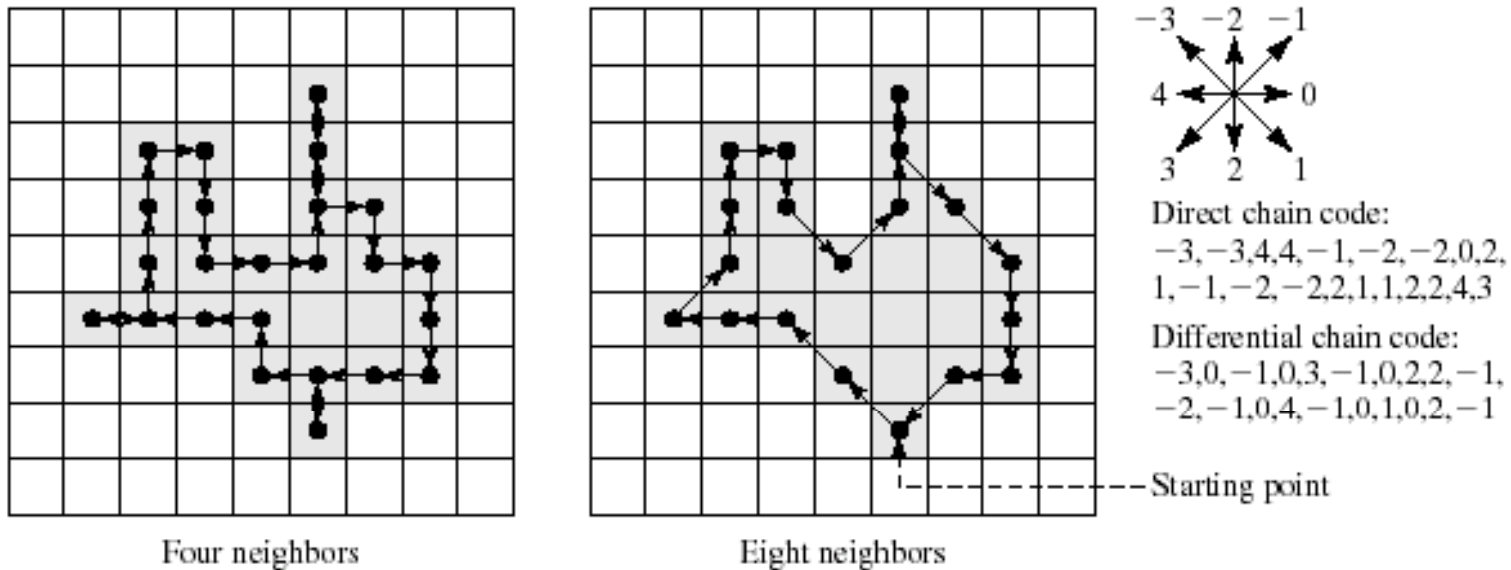 −3 −2 −1
4 0
3 2 1
Direct chain code:
−3,−3,4,4,−1,−2,−2,0,2,
1,−1,−2,−2,2,1,1,2,2,4,3
Differential chain code:
−3,0,−1,0,3,−1,0,2,2,−1,
−2,−1,0,4,−1,0,1,0,2,−1
Starting point
Four neighbors Eight neighbors